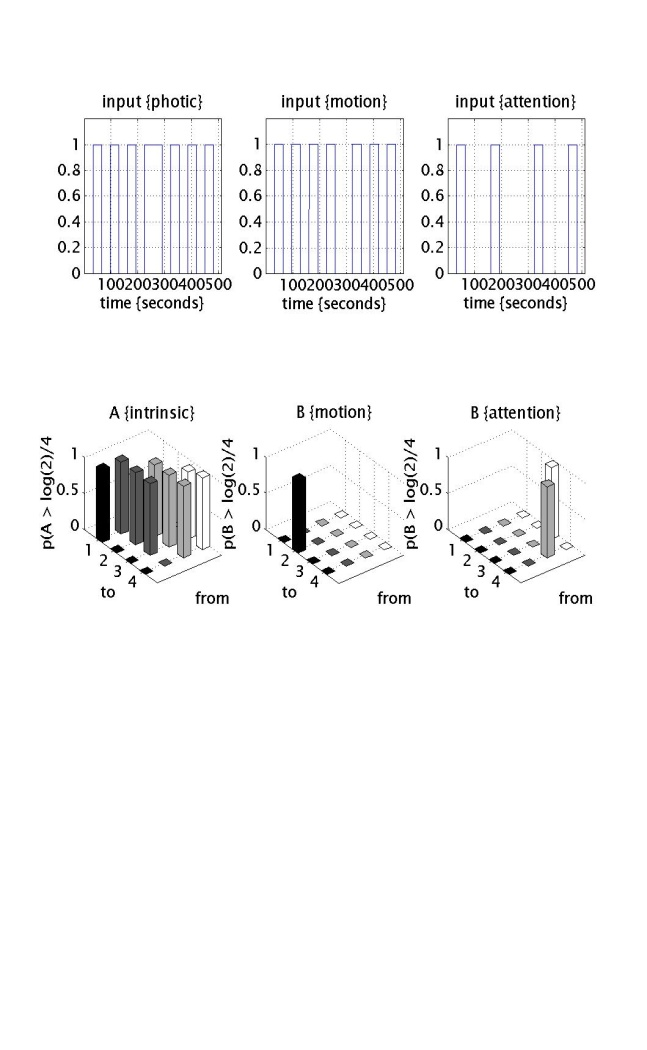 input {photic}
1
0.8
0.6
0.4
0.2
0
100200300400500
time {seconds}
input {motion}
1
0.8
0.6
0.4
0.2
0
100200300400500
time {seconds}
input {attention}
1
0.8
0.6
0.4
0.2
0
100200300400500
time {seconds}
A {intrinsic}
p(A > log(2)/4
1
0.5
0
1
2
3
4
to
from
B {motion}
p(B > log(2)/4
1
0.5
0
1
2
3
4
to
from
B {attention}
p(B > log(2)/4
1
0.5
0
1
2
3
4
to
from